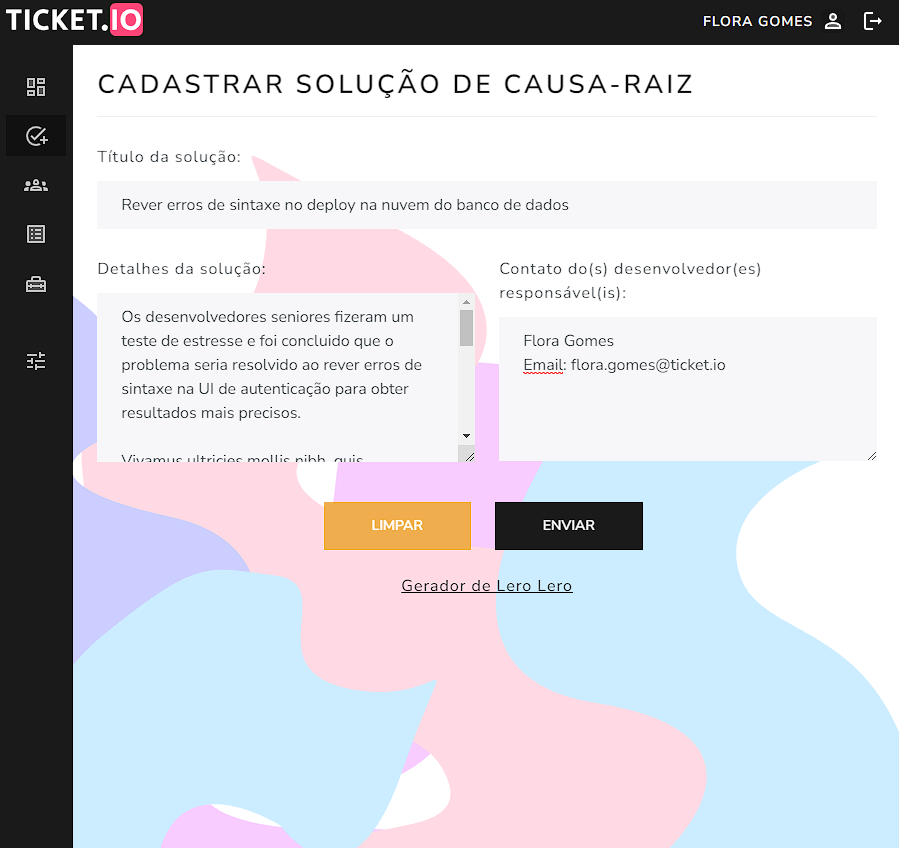 TICKET.IO
FLORA GOMES
CADASTRAR SOLUÇÃO DE CAUSA-RAIZ
Título da solução:
Rever erros de sintaxe no deploy na nuvem do banco de dados
Detalhes da solução:
Os desenvolvedores seniores fizeram um
teste de estresse e foi concluido que o
problema seria resolvido ao rever erros de
sintaxe na UI de autenticação para obter
resultados mais precisos.
Vivamus ultricies mollis nibh, quis
Contato do(s) desenvolvedor(es)
responsável(is):
Flora Gomes
Email: flora.gomes@ticket.io
LIMPAR
ENVIAR
Gerador de Lero Lero